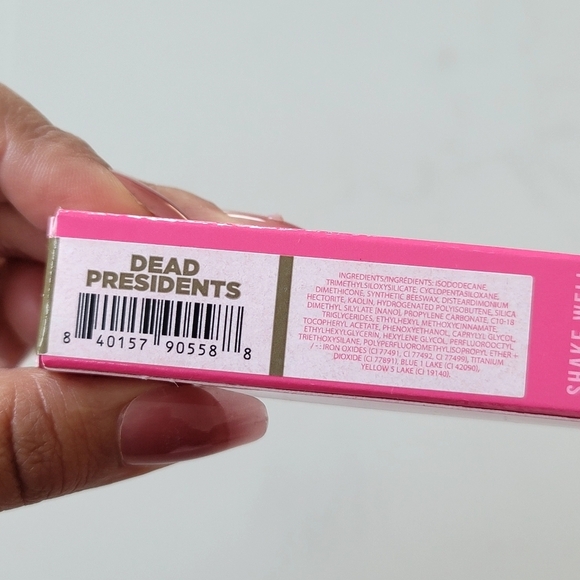 DEAD
PRESIDENTS
8 40157 90558 8
INGREDIENTS/INGRÉDIENTS: ISODODECANE,
TRIMETHYLSILOXYSILICATE, CYCLOPENTASILOXANE,
DIMETHICONE, SYNTHETIC BEESWAX, DISTEARDIMONIUM
HECTORITE, KAOLIN, HYDROGENATED POLYISOBUTENE, SILICA
DIMETHYL SILYLATE [NANO], PROPYLENE CARBONATE, C10-18
TRIGLYCERIDES, ETHYLHEXYL METHOXYCINNAMATE,
TOCOPHERYL ACETATE, PHENOXYETHANOL, CAPRYLYL GLYCOL,
ETHYLHEXYLGLYCERIN, HEXYLENE GLYCOL, PERFLUOROOCTYL
TRIETHOXYSILANE, POLYPERFLUOROMETHYLISOPROPYL ETHER +
/ - : IRON OXIDES (CI 77491, CI 77492, CI 77499), TITANIUM
DIOXIDE (CI 77891), BLUE 1 LAKE (CI 42090),
YELLOW 5 LAKE (CI 19140).
SHAKE WELL